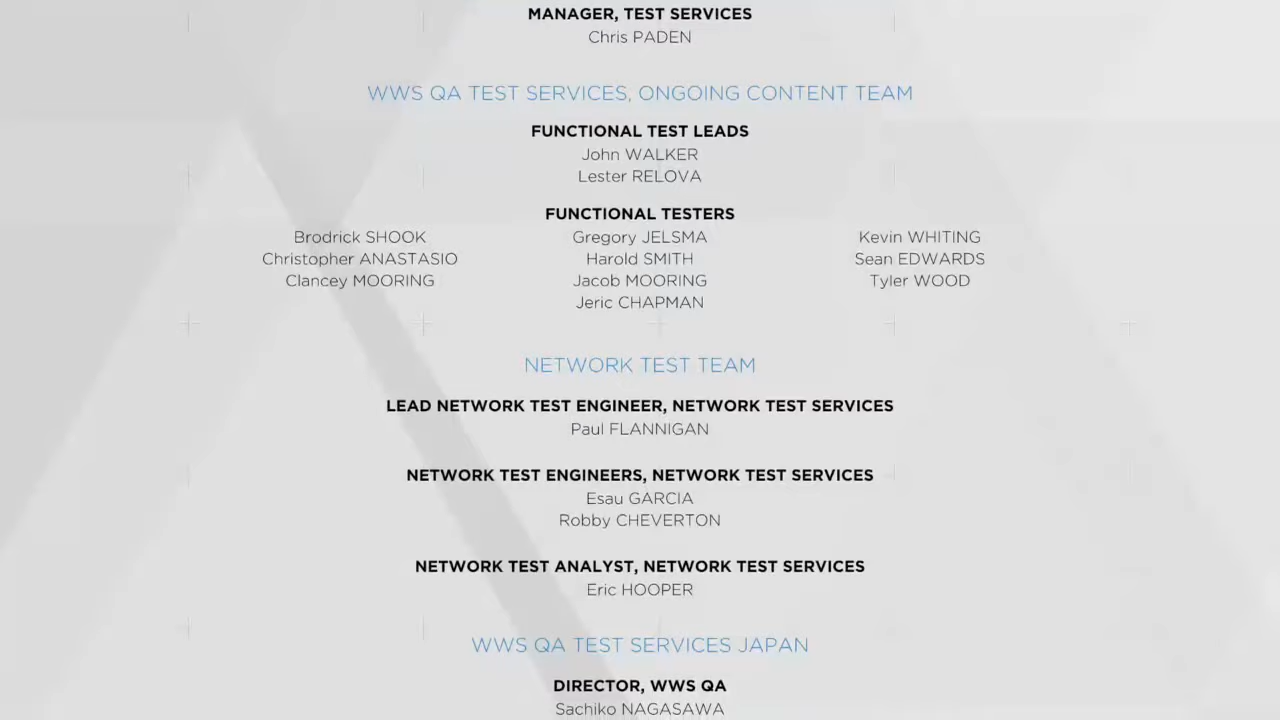 MANAGER, TEST SERVICES
Chris PADEN
WWS QA TEST SERVICES, ONGOING CONTENT TEAM
FUNCTIONAL TEST LEADS
John WALKER
Lester RELOVA
FUNCTIONAL TESTERS
Brodrick SHOOK Gregory JELSMA Kevin WHITING
Christopher ANASTASIO Harold SMITH Sean EDWARDS
Clancey MOORING Jacob MOORING Tyler WOOD
Jeric CHAPMAN
NETWORK TEST TEAM
LEAD NETWORK TEST ENGINEER, NETWORK TEST SERVICES
Paul FLANNIGAN
NETWORK TEST ENGINEERS, NETWORK TEST SERVICES
Esau GARCIA
Robby CHEVERTON
NETWORK TEST ANALYST, NETWORK TEST SERVICES
Eric HOOPER
WWS QA TEST SERVICES JAPAN
DIRECTOR, WWS QA
Sachiko NAGASAWA